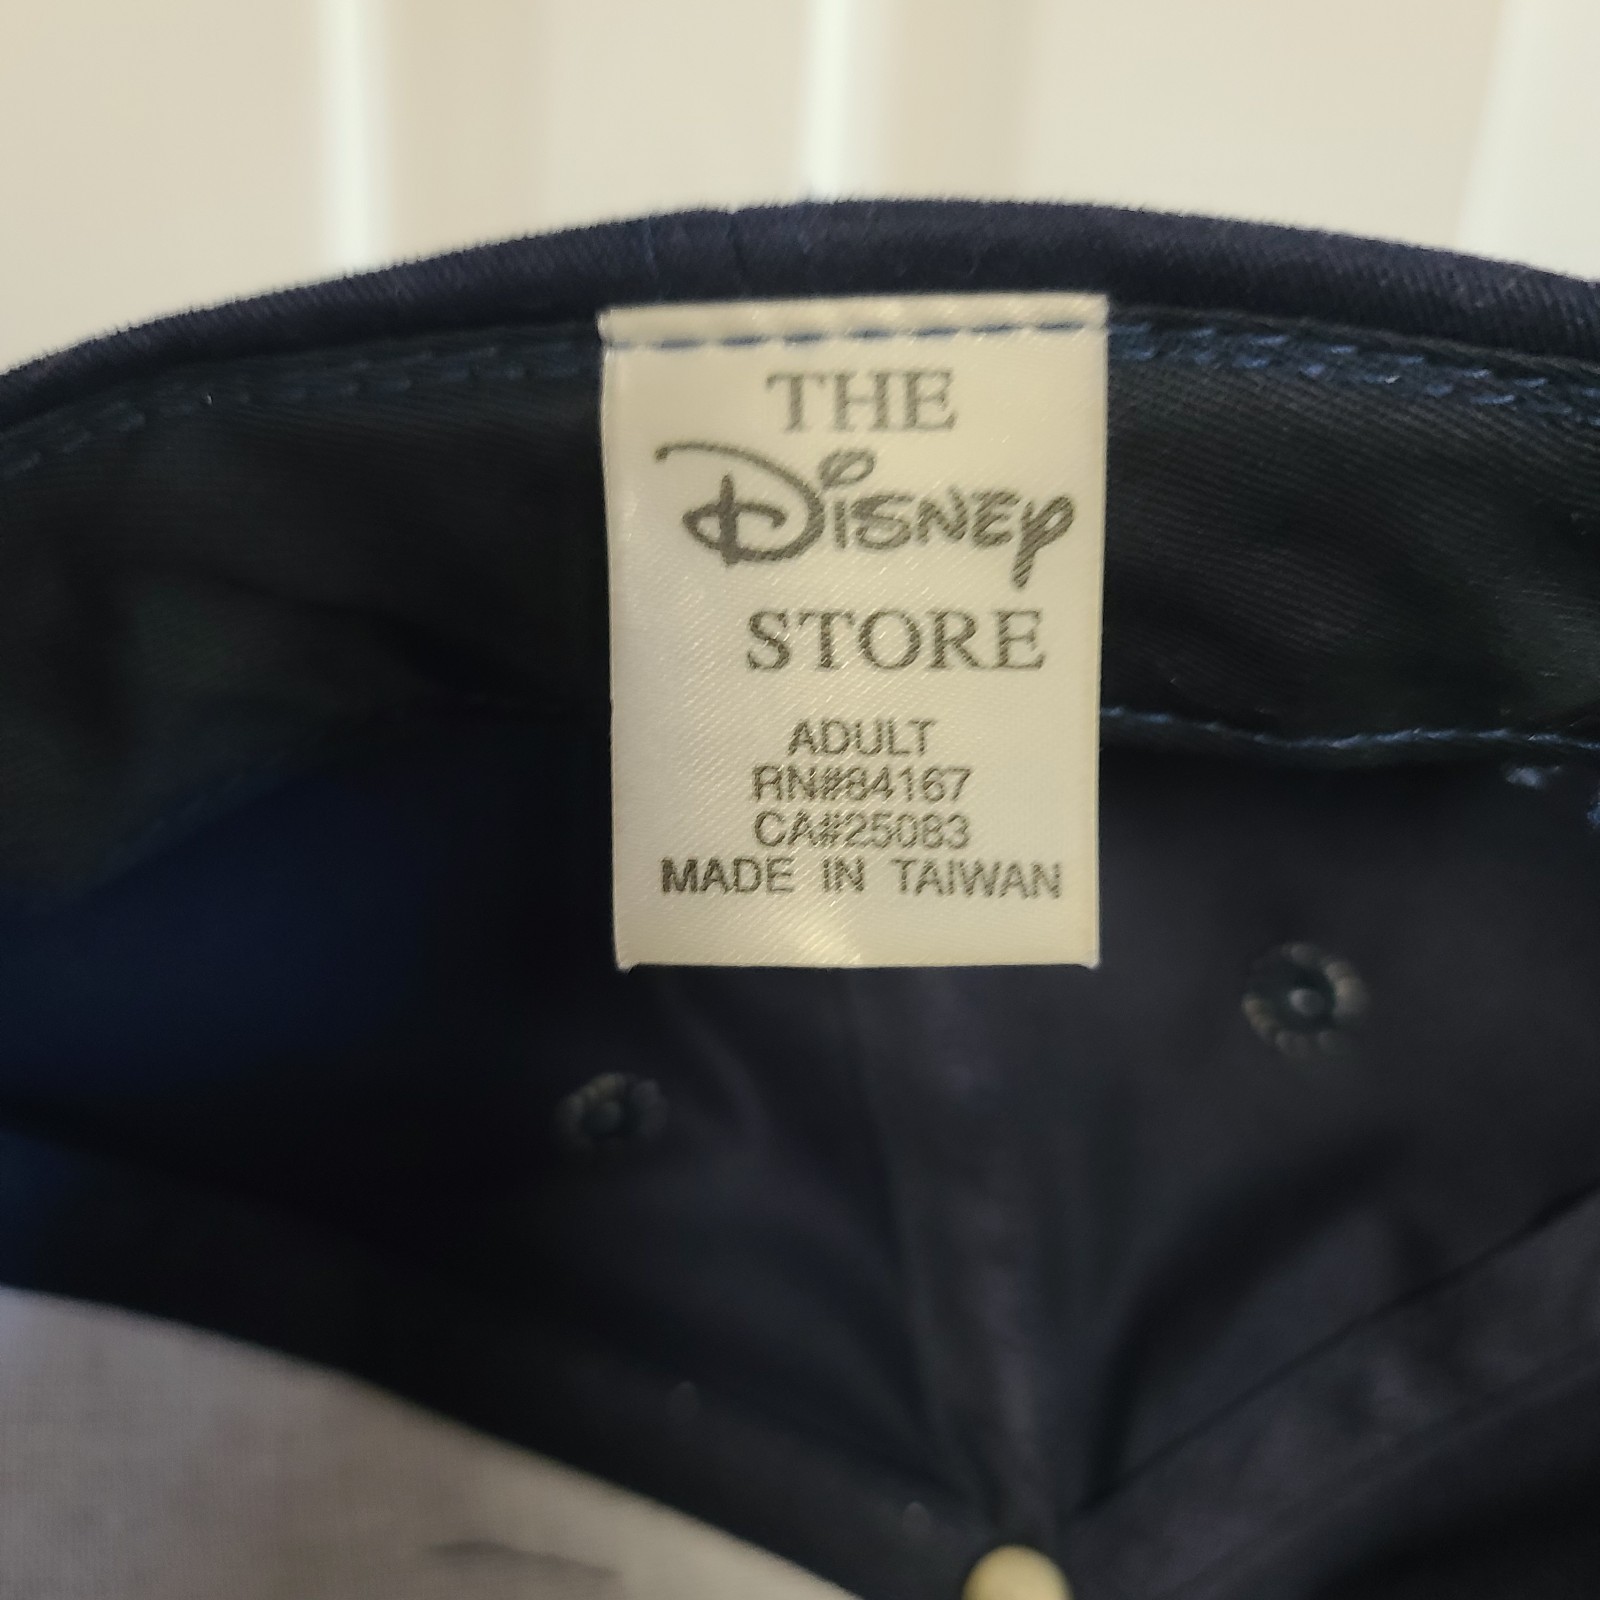 THE
Disney
STORE
ADULT
RN#84167
CA#25083
MADE IN TAIWAN